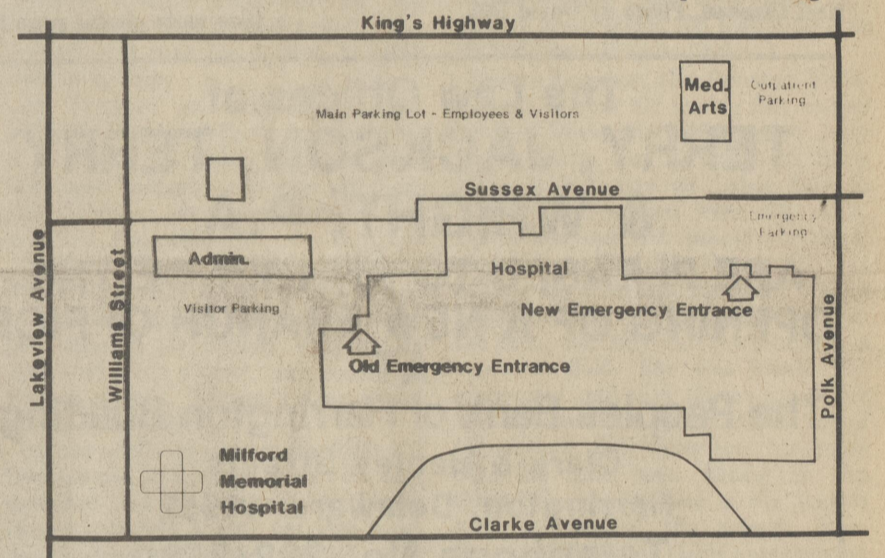 King's Highway
Med.
Arts
Outpatient
Parking
Main Parking Lot - Employees & Visitors
Sussex Avenue
Emergency
Parking
Admin.
Hospital
Visitor Parking
New Emergency Entrance
Old Emergency Entrance
Lakeview Avenue
Williams Street
Polk Avenue
Milford
Memorial
Hospital
Clarke Avenue